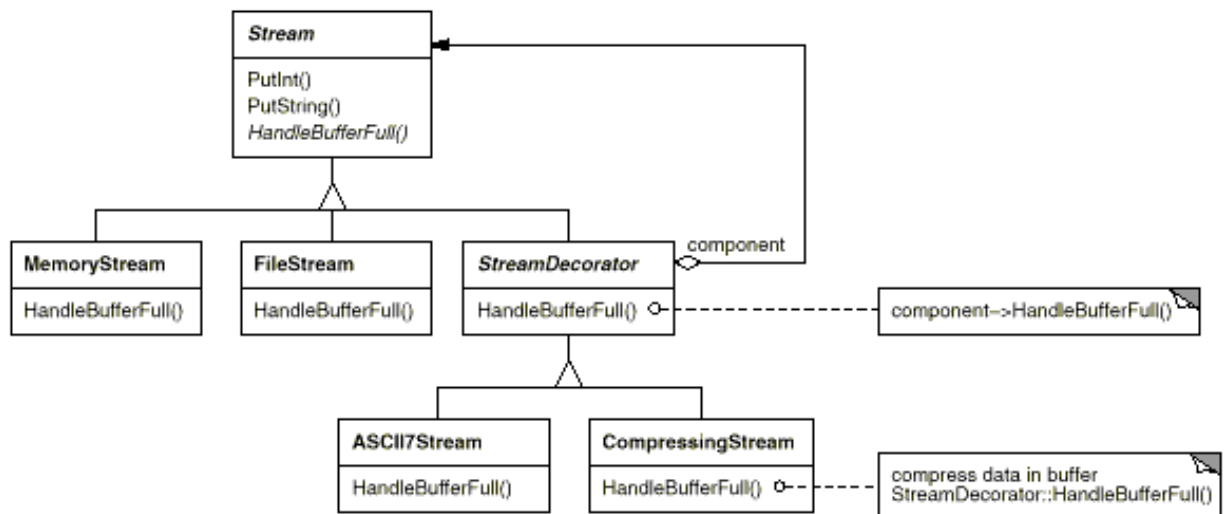 Stream
PutInt()
PutString()
HandleBufferFull()
component
MemoryStream
HandleBufferFull()
FileStream
HandleBufferFull()
StreamDecorator
HandleBufferFull()
component–>HandleBufferFull()
ASCII7Stream
HandleBufferFull()
CompressingStream
HandleBufferFull()
compress data in buffer
StreamDecorator::HandleBufferFull()